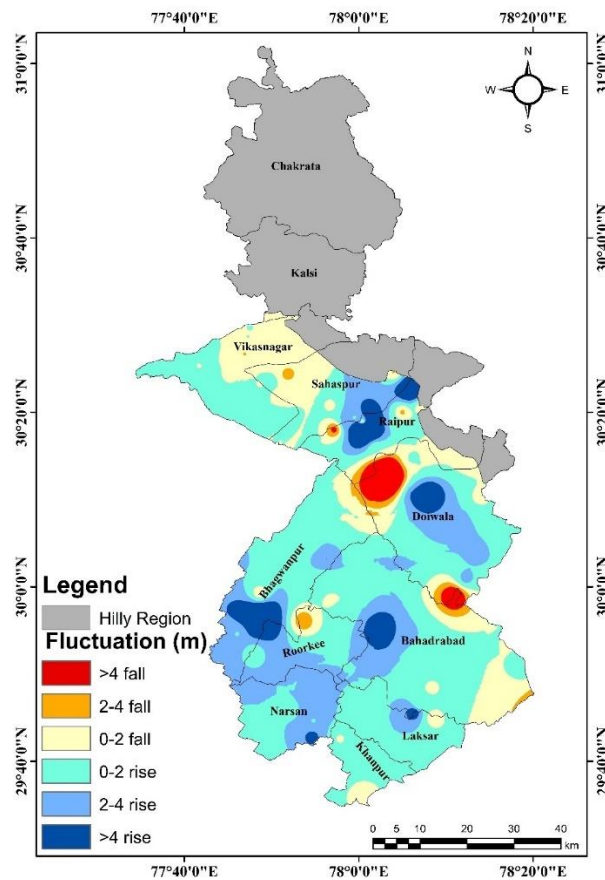 77°40'0"E 78°0'0"E 78°20'0"E
31°0'0"N 31°0'0"N
N
W E
S
Chakrata
30°40'0"N 30°40'0"N
Kalsi
Vikasnagar
Sahaspur
30°20'0"N 30°20'0"N
Raipur
Doiwala
Bhagwanpur
30°0'0"N 30°0'0"N
Legend
Hilly Region
Fluctuation (m)
>4 fall
2-4 fall
0-2 fall
0-2 rise
2-4 rise
>4 rise
Bahadrabad
Roorkee
Narsan
Laksar
Khanpur
29°40'0"N 29°40'0"N
0 5 10 20 30 40
km
77°40'0"E 78°0'0"E 78°20'0"E